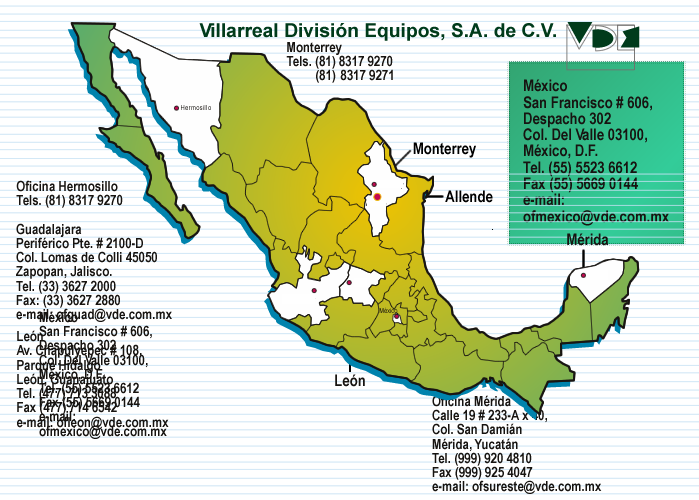 Villarreal División Equipos, S.A. de C.V.
VDE
Monterrey
Tels. (81) 8317 9270
(81) 8317 9271
México
San Francisco # 606,
Despacho 302
Col. Del Valle 03100,
México, D.F.
Tel. (55) 5523 6612
Fax (55) 5669 0144
e-mail:
ofmexico@vde.com.mx
Hermosillo
Monterrey
Allende
Mérida
México
León
Oficina Hermosillo
Tels. (81) 8317 9270
Guadalajara
Periférico Pte. # 2100-D
Col. Lomas de Colli 45050
Zapopan, Jalisco.
Tel. (33) 3627 2000
Fax: (33) 3627 2880
e-mail: ofguad@vde.com.mx
México
San Francisco # 606,
Despacho 302
Col. Del Valle 03100,
México, D.F.
Tel. (55) 5523 6612
Fax (55) 5669 0144
e-mail:
ofmexico@vde.com.mx
León
Av. Chapultepec # 108,
Parque Hidalgo
León, Guanajuato
Tel. (477)
Fax (477) 714 6542
e-mail: ofleon@vde.com.mx
Oficina Mérida
Calle 19 # 233-A x
Col. San Damián
Mérida, Yucatán
Tel. (999) 920 4810
Fax (999) 925 4047
e-mail: ofsureste@vde.com.mx